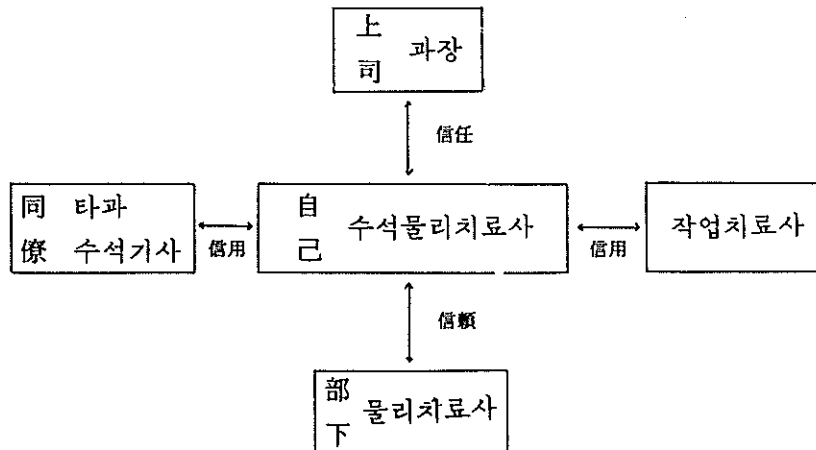 上司 과장
信任
同僚 타과 수석기사
信用
自己 수석물리치료사
信用
작업치료사
信賴
部下 물리치료사